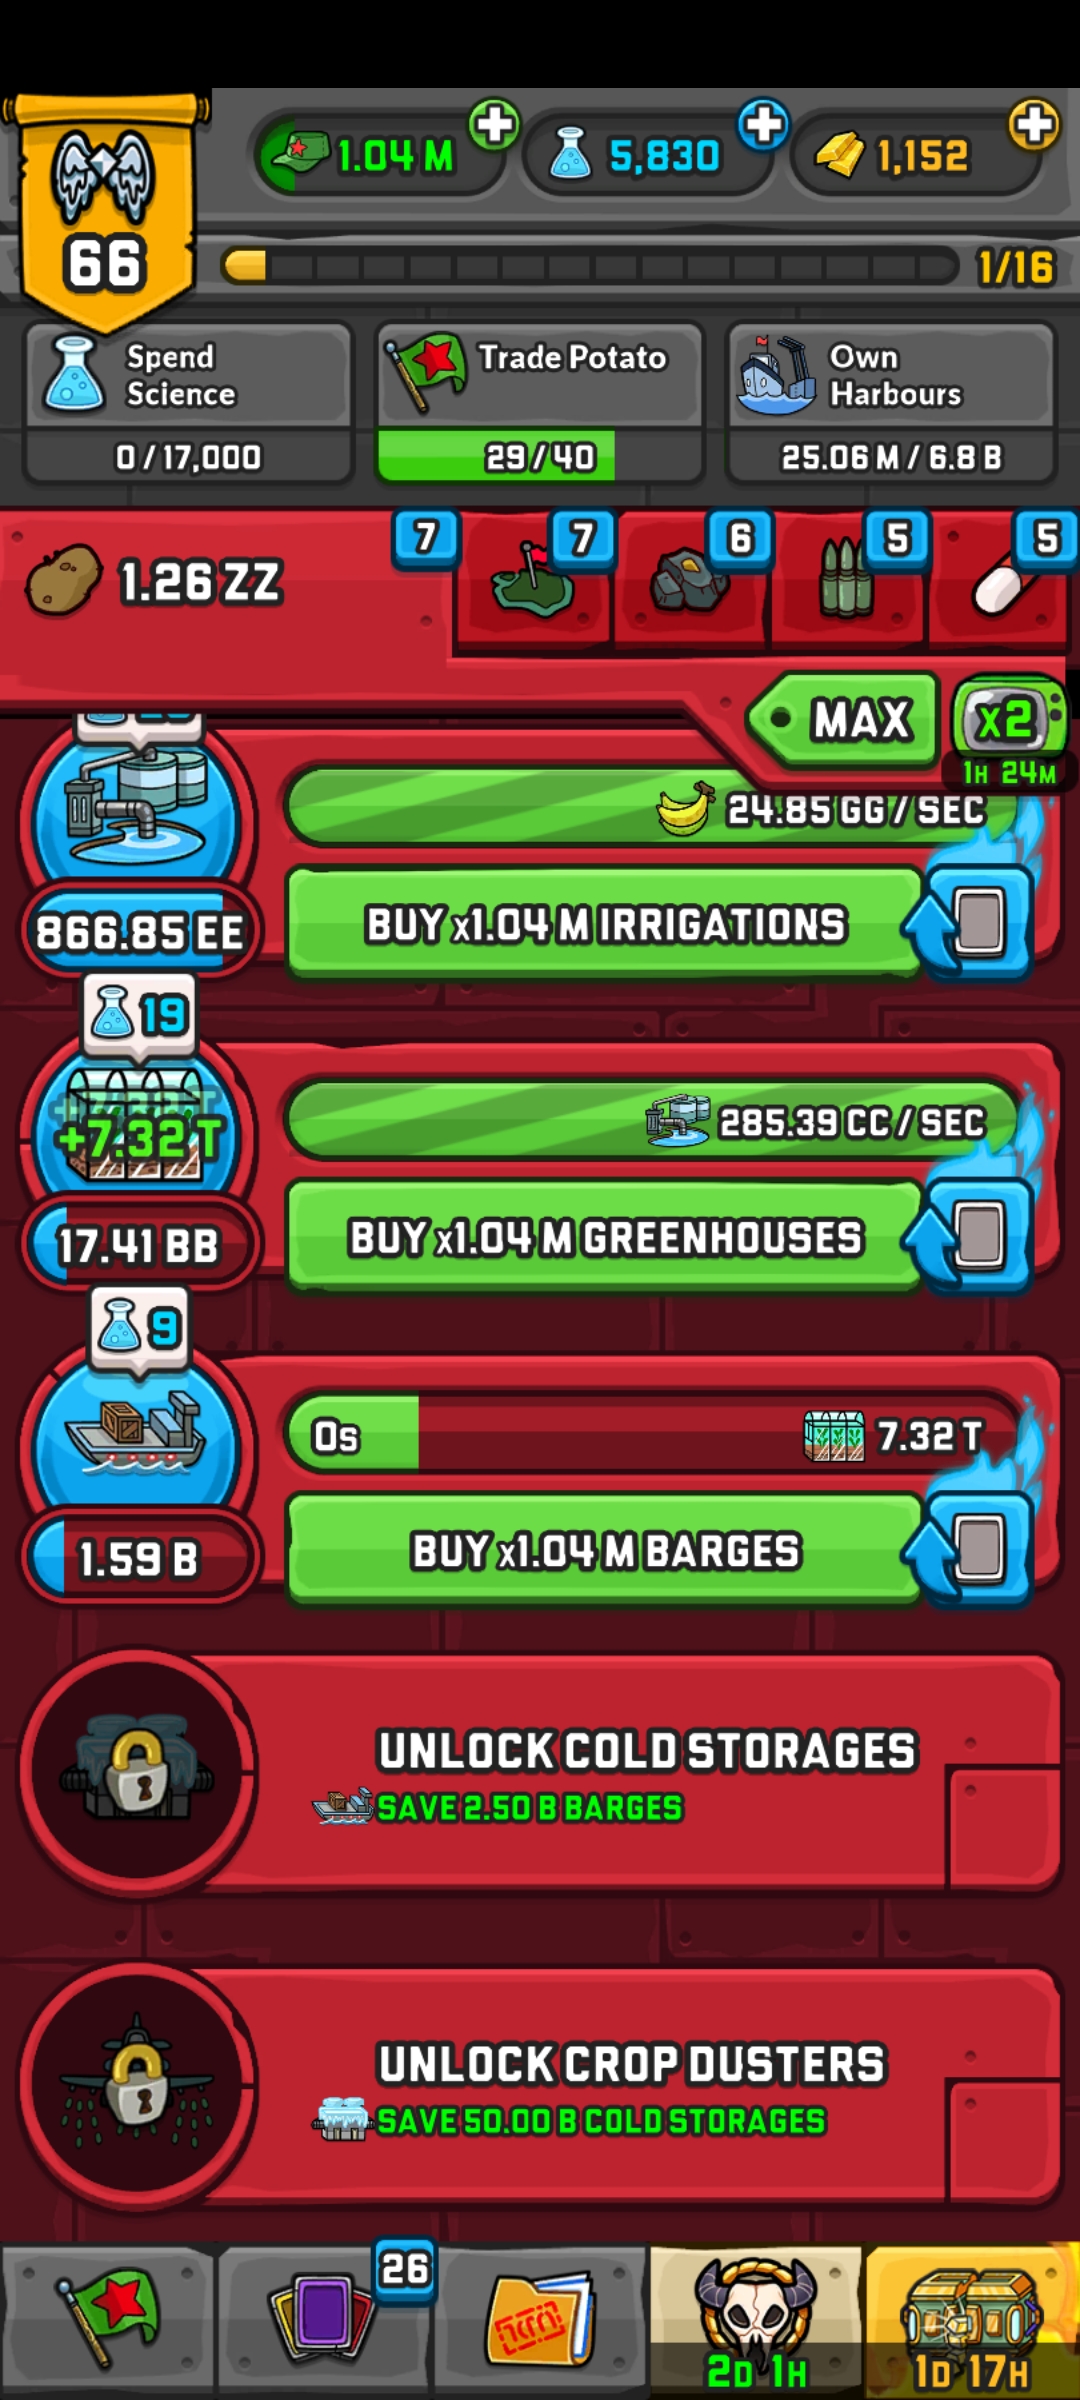 66
1.04 M
5,830
1,152
1/16
Spend
Science
0 / 17,000
Trade Potato
29 / 40
Own
Harbours
25.06 M / 6.8 B
1.26 ZZ
7
7
6
5
5
MAX
x2
1H 24M
24.85 GG / SEC
866.85 EE
BUY x1.04 M IRRIGATIONS
19
+7.32 T
285.39 CC / SEC
17.41 BB
BUY x1.04 M GREENHOUSES
9
0s
7.32 T
1.59 B
BUY x1.04 M BARGES
UNLOCK COLD STORAGES
SAVE 2.50 B BARGES
UNLOCK CROP DUSTERS
SAVE 50.00 B COLD STORAGES
26
2D 1H
1D 17H